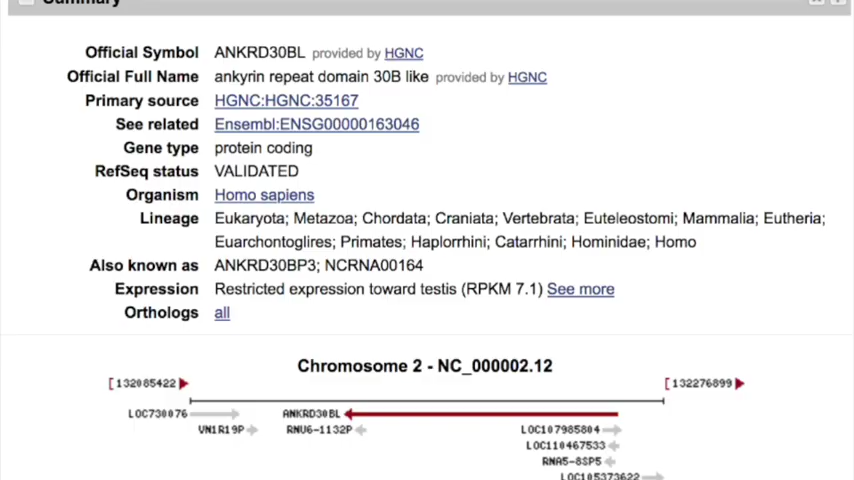 Summary
Official Symbol ANKRD30BL provided by HGNC
Official Full Name ankyrin repeat domain 30B like provided by HGNC
Primary source HGNC:HGNC:35167
See related Ensembl:ENSG00000163046
Gene type protein coding
RefSeq status VALIDATED
Organism Homo sapiens
Lineage Eukaryota; Metazoa; Chordata; Craniata; Vertebrata; Euteleostomi; Mammalia; Eutheria;
Euarchontoglires; Primates; Haplorrhini; Catarrhini; Hominidae; Homo
Also known as ANKRD30BP3; NCRNA00164
Expression Restricted expression toward testis (RPKM 7.1) See more
Orthologs all
Chromosome 2 - NC_000002.12
[132085422 [132276899
LOC730076 ANKRD30BL
VN1R19P RNU6-1132P LOC107985804
LOC110467533
RNA5-8SP5
LOC105373622